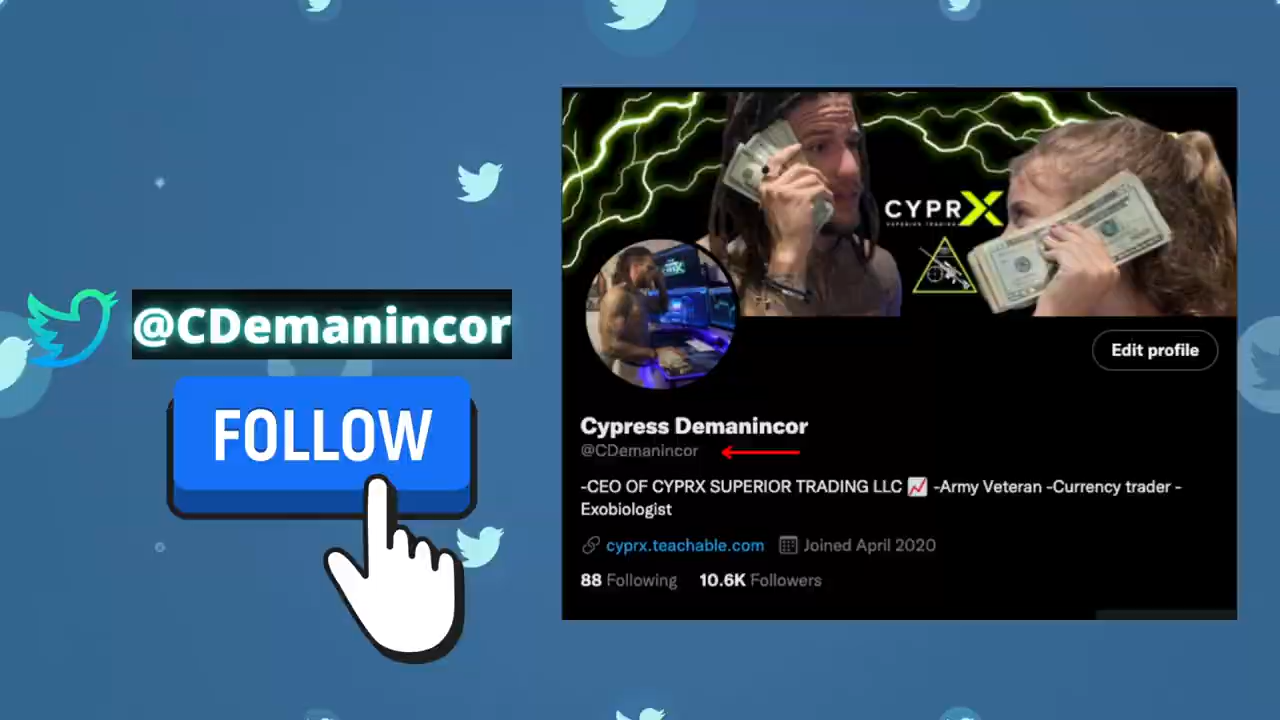 @CDemanincor
FOLLOW
CYPRX
Edit profile
Cypress Demanincor
@CDemanincor
-CEO OF CYPRX SUPERIOR TRADING LLC 📈 -Army Veteran -Currency trader -
Exobiologist
cyprx.teachable.com Joined April 2020
88 Following 10.6K Followers